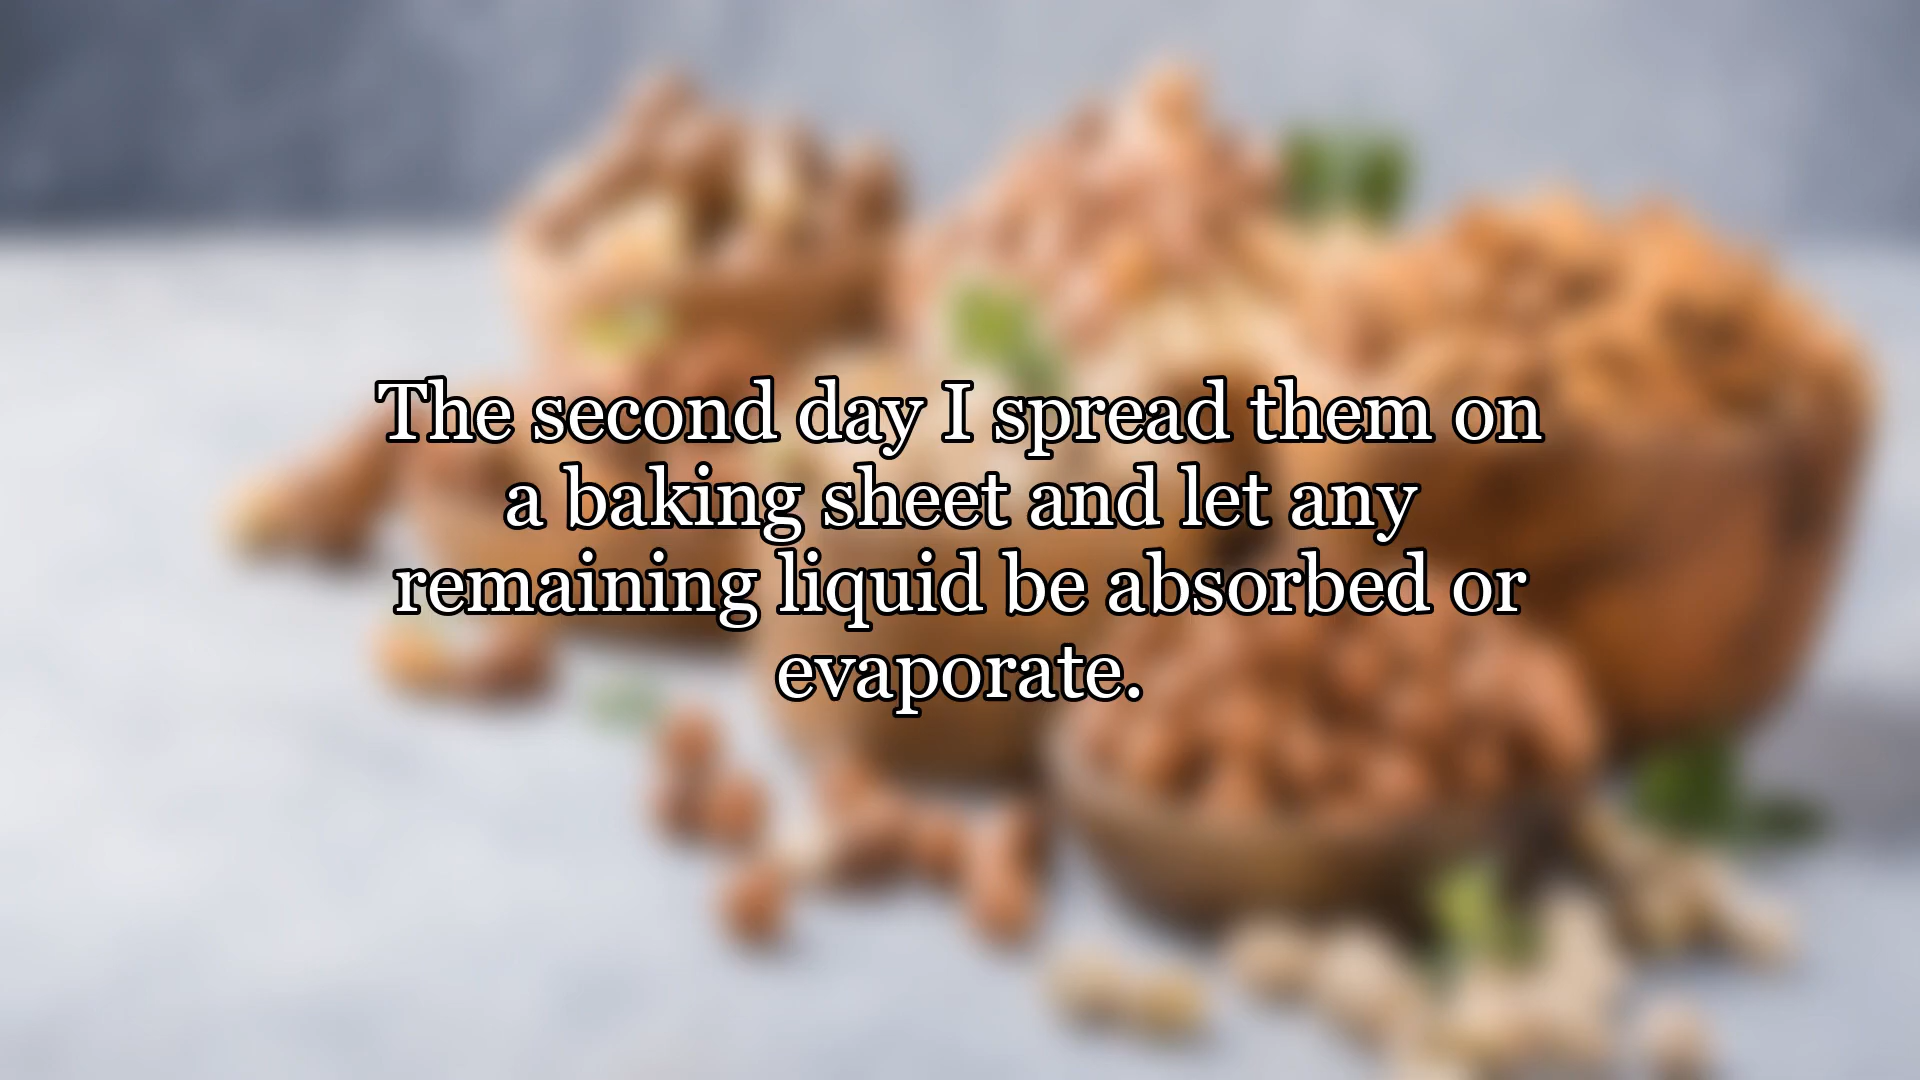 The second day I spread them on
a baking sheet and let any
remaining liquid be absorbed or
evaporate.